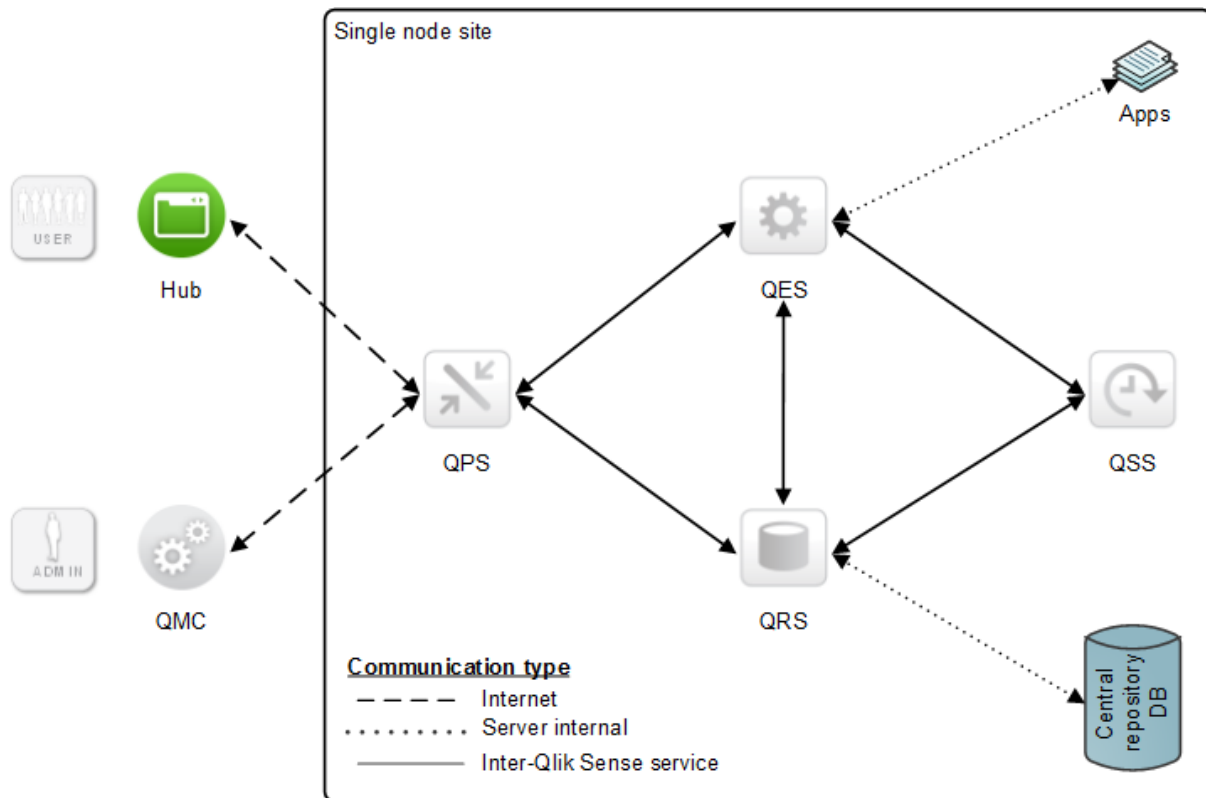 Single node site
Apps
USER
Hub
QES
QPS
QSS
ADMIN
QMC
QRS
Communication type
Internet
Server internal
Inter-Qlik Sense service
Central
repository
DB